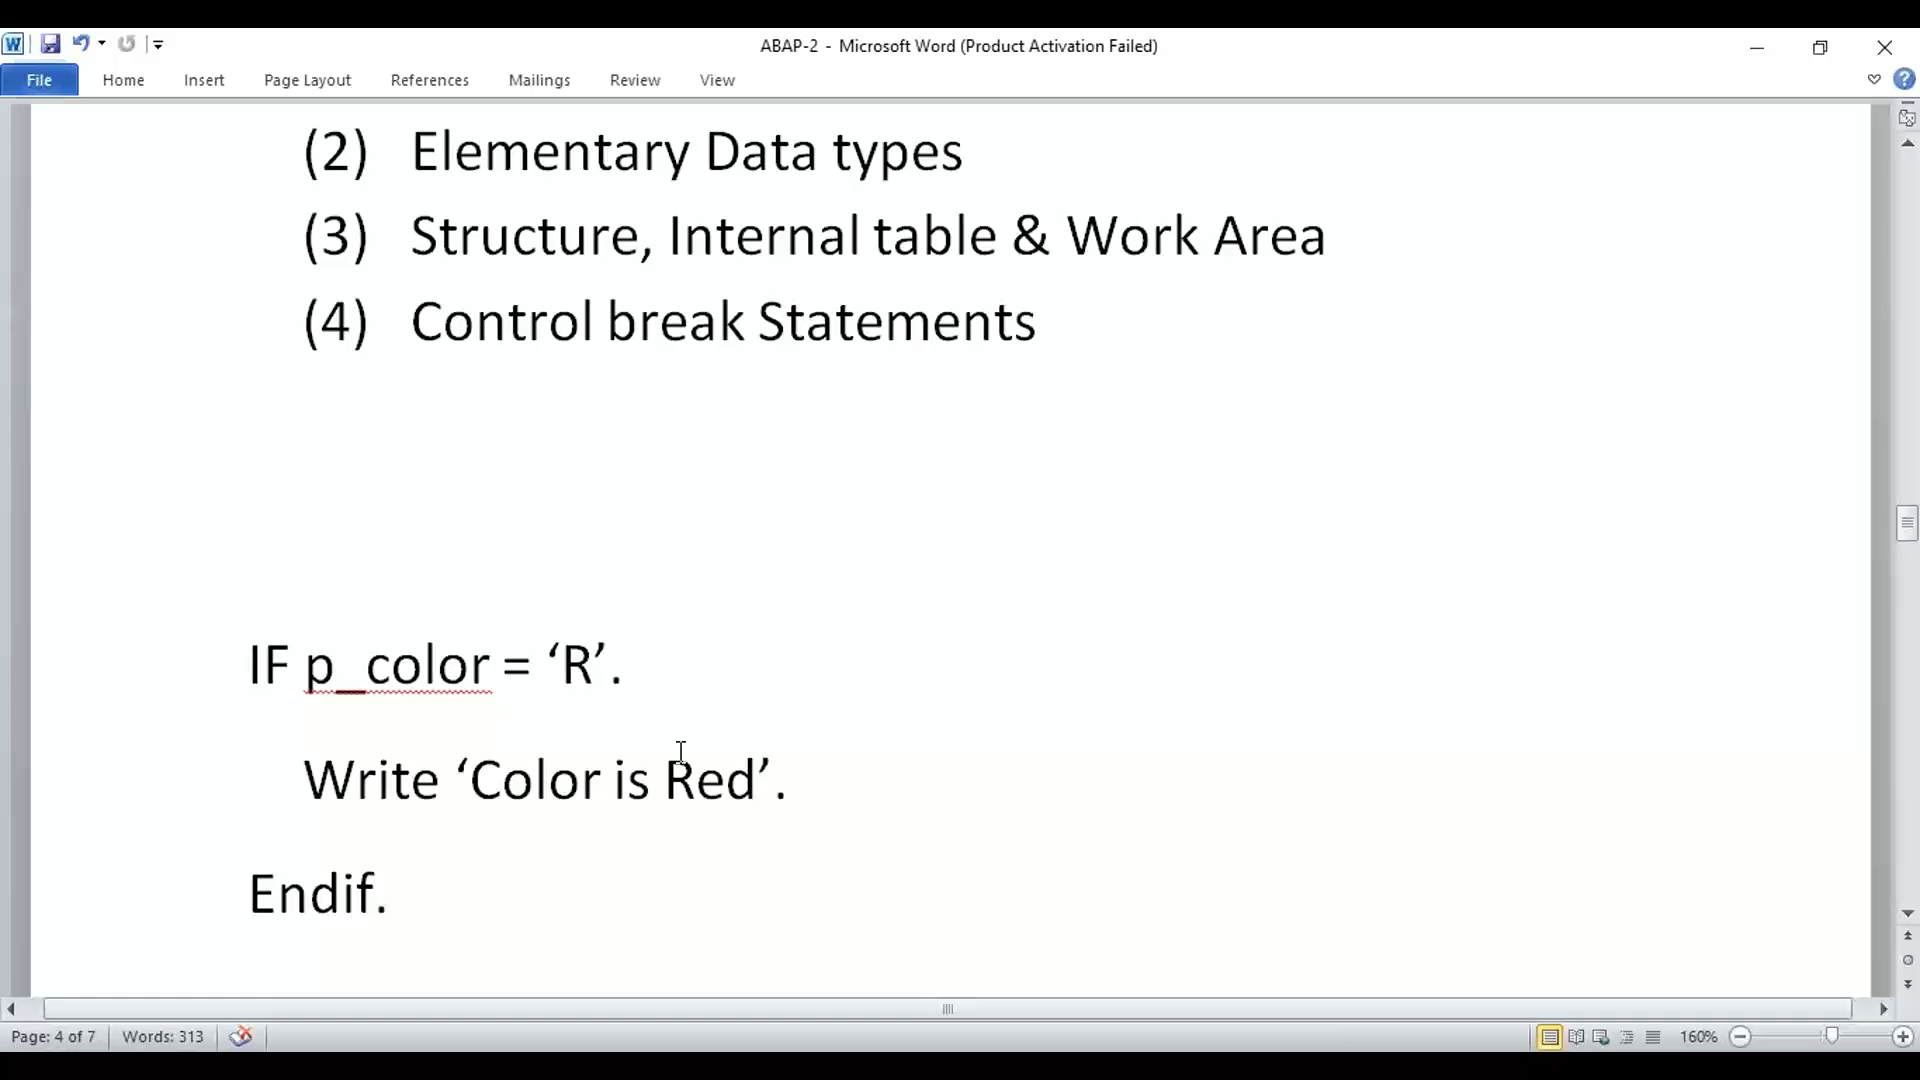 ABAP-2 - Microsoft Word (Product Activation Failed)
File Home Insert Page Layout References Mailings Review View
(2) Elementary Data types
(3) Structure, Internal table & Work Area
(4) Control break Statements
IF p_color = ‘R’.
Write ‘Color is Red’.
Endif.
Page: 4 of 7 Words: 313 160%